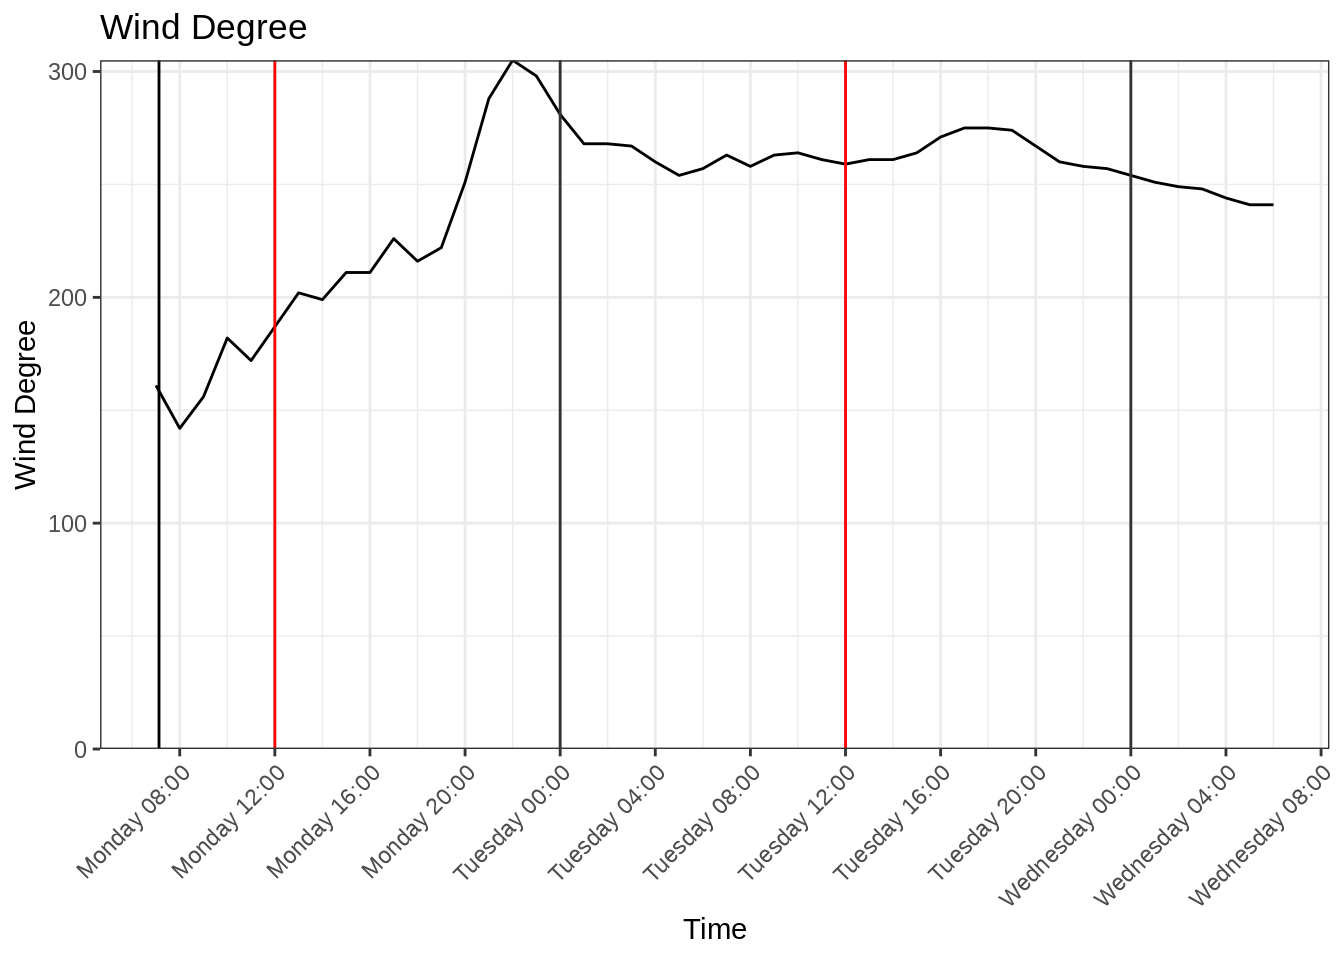 Wind Degree
Wind Degree
300
200
100
0
Monday 08:00
Monday 12:00
Monday 16:00
Monday 20:00
Tuesday 00:00
Tuesday 04:00
Tuesday 08:00
Tuesday 12:00
Tuesday 16:00
Tuesday 20:00
Wednesday 00:00
Wednesday 04:00
Wednesday 08:00
Time